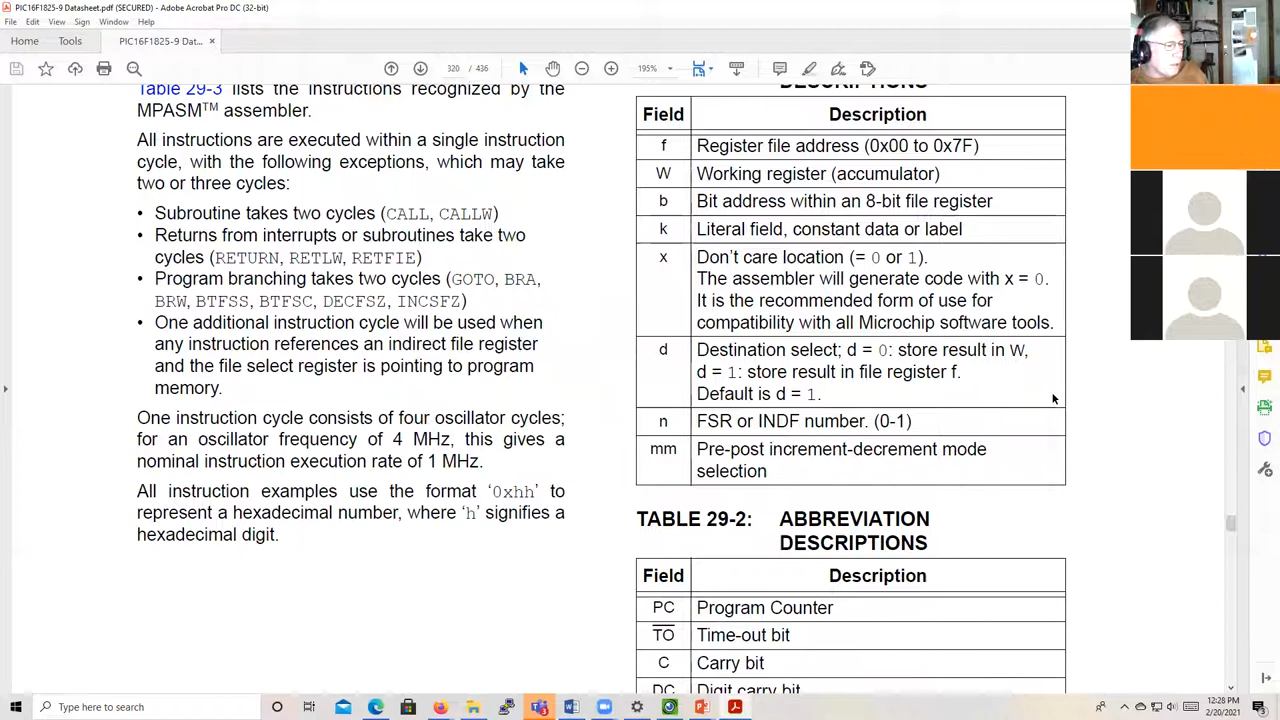 PIC16F1825-9 Datasheet.pdf (SECURED) - Adobe Acrobat Pro DC (32-bit)
File Edit View Sign Window Help
Home Tools PIC16F1825-9 Dat... ×
320 / 436 195%
Table 29-3 lists the instructions recognized by the
MPASM™ assembler.
All instructions are executed within a single instruction
cycle, with the following exceptions, which may take
two or three cycles:
• Subroutine takes two cycles (CALL, CALLW)
• Returns from interrupts or subroutines take two
cycles (RETURN, RETLW, RETFIE)
• Program branching takes two cycles (GOTO, BRA,
BRW, BTFSS, BTFSC, DECFSZ, INCSFZ)
• One additional instruction cycle will be used when
any instruction references an indirect file register
and the file select register is pointing to program
memory.
One instruction cycle consists of four oscillator cycles;
for an oscillator frequency of 4 MHz, this gives a
nominal instruction execution rate of 1 MHz.
All instruction examples use the format ‘0xhh’ to
represent a hexadecimal number, where ‘h’ signifies a
hexadecimal digit.
DESCRIPTIONS
Field Description
f Register file address (0x00 to 0x7F)
W Working register (accumulator)
b Bit address within an 8-bit file register
k Literal field, constant data or label
x Don’t care location (= 0 or 1).
The assembler will generate code with x = 0.
It is the recommended form of use for
compatibility with all Microchip software tools.
d Destination select; d = 0: store result in W,
d = 1: store result in file register f.
Default is d = 1.
n FSR or INDF number. (0-1)
mm Pre-post increment-decrement mode
selection
TABLE 29-2: ABBREVIATION
DESCRIPTIONS
Field Description
PC Program Counter
TO Time-out bit
C Carry bit
DC Digit carry bit
Type here to search
12:28 PM
2/20/2021